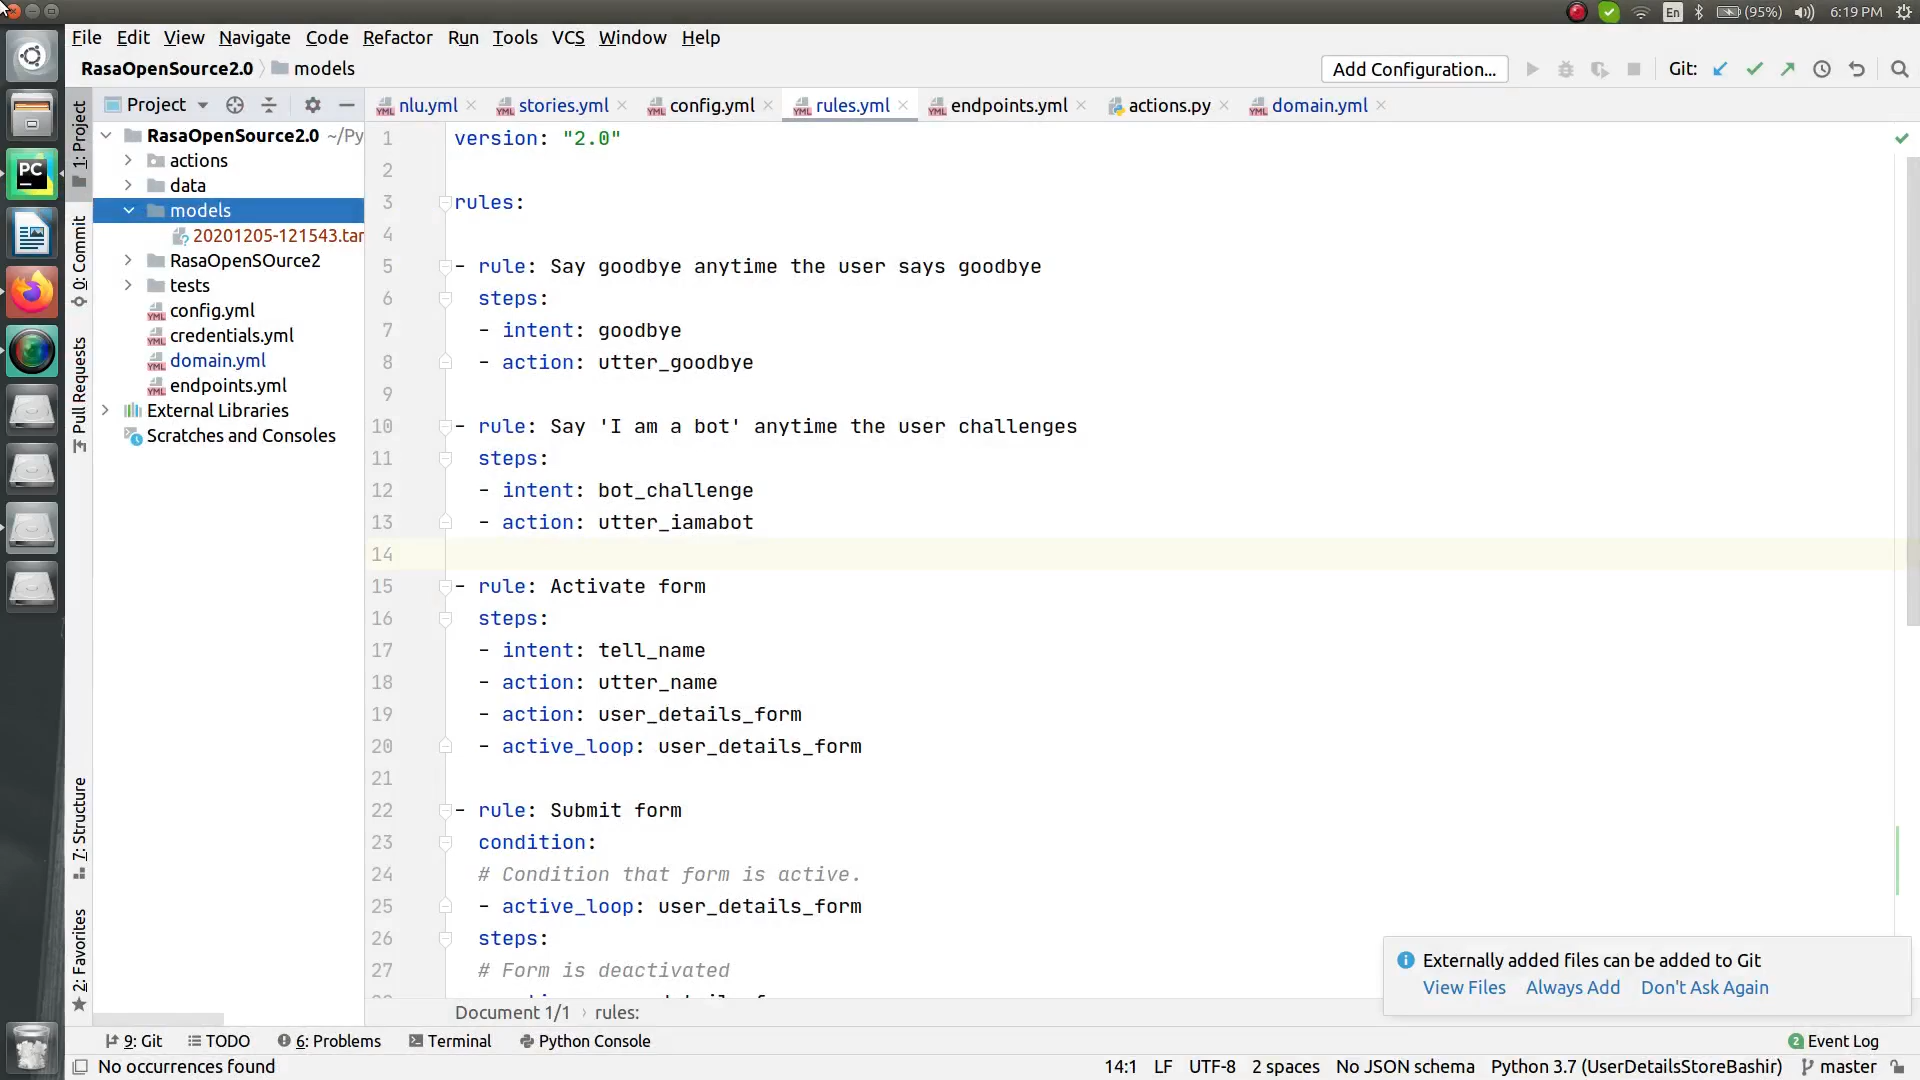 En (95%) 6:19 PM
File Edit View Navigate Code Refactor Run Tools VCS Window Help
RasaOpenSource2.0 models Add Configuration... Git:
Project nlu.yml stories.yml config.yml rules.yml endpoints.yml actions.py domain.yml
1: Project
0: Commit
Pull Requests
7: Structure
2: Favorites
RasaOpenSource2.0 ~/Py
actions
data
models
20201205-121543.tar
RasaOpenSOurce2
tests
config.yml
credentials.yml
domain.yml
endpoints.yml
External Libraries
Scratches and Consoles
1 version: "2.0"
2
3 rules:
4
5 - rule: Say goodbye anytime the user says goodbye
6 steps:
7 - intent: goodbye
8 - action: utter_goodbye
9
10 - rule: Say 'I am a bot' anytime the user challenges
11 steps:
12 - intent: bot_challenge
13 - action: utter_iamabot
14
15 - rule: Activate form
16 steps:
17 - intent: tell_name
18 - action: utter_name
19 - action: user_details_form
20 - active_loop: user_details_form
21
22 - rule: Submit form
23 condition:
24 # Condition that form is active.
25 - active_loop: user_details_form
26 steps:
27 # Form is deactivated
Externally added files can be added to Git
View Files Always Add Don't Ask Again
Document 1/1 › rules:
9: Git TODO 6: Problems Terminal Python Console 2 Event Log
No occurrences found 14:1 LF UTF-8 2 spaces No JSON schema Python 3.7 (UserDetailsStoreBashir) master
PC
YML